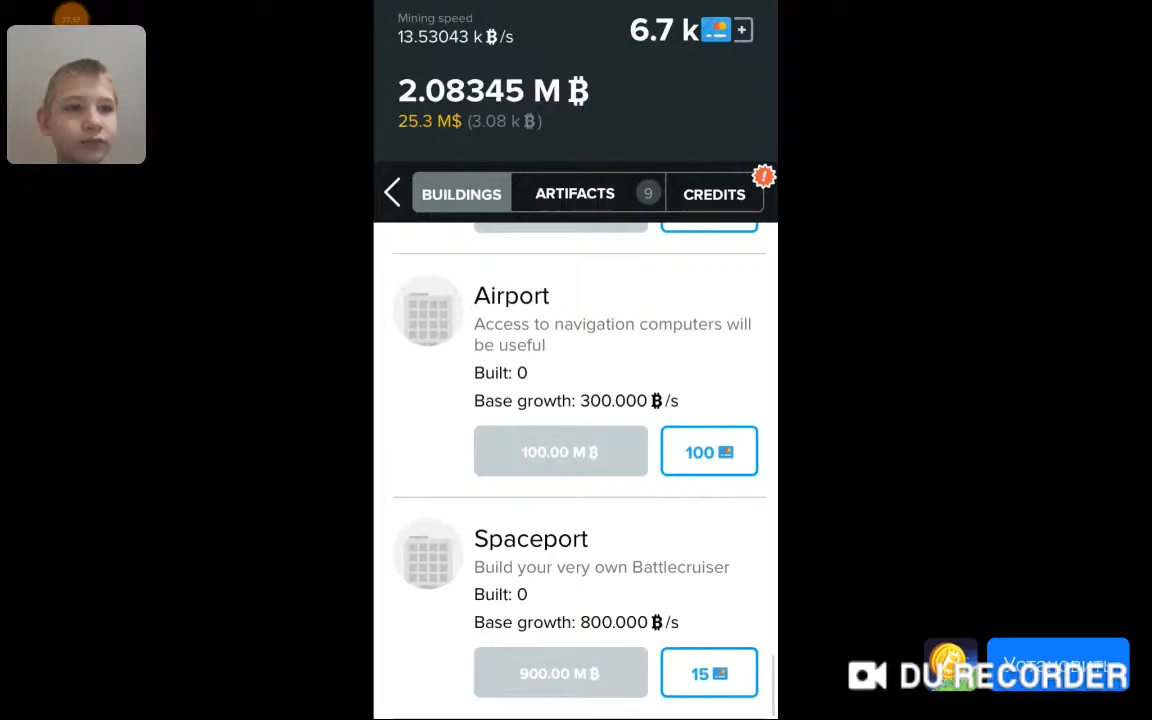 Mining speed
13.53043 k ₿/s
6.7 k
2.08345 M ₿
25.3 M$ (3.08 k ₿)
BUILDINGS
ARTIFACTS 9
CREDITS
!
Airport
Access to navigation computers will
be useful
Built: 0
Base growth: 300.000 ₿/s
100.00 M ₿
100
Spaceport
Build your very own Battlecruiser
Built: 0
Base growth: 800.000 ₿/s
900.00 M ₿
15
Установить
DU RECORDER